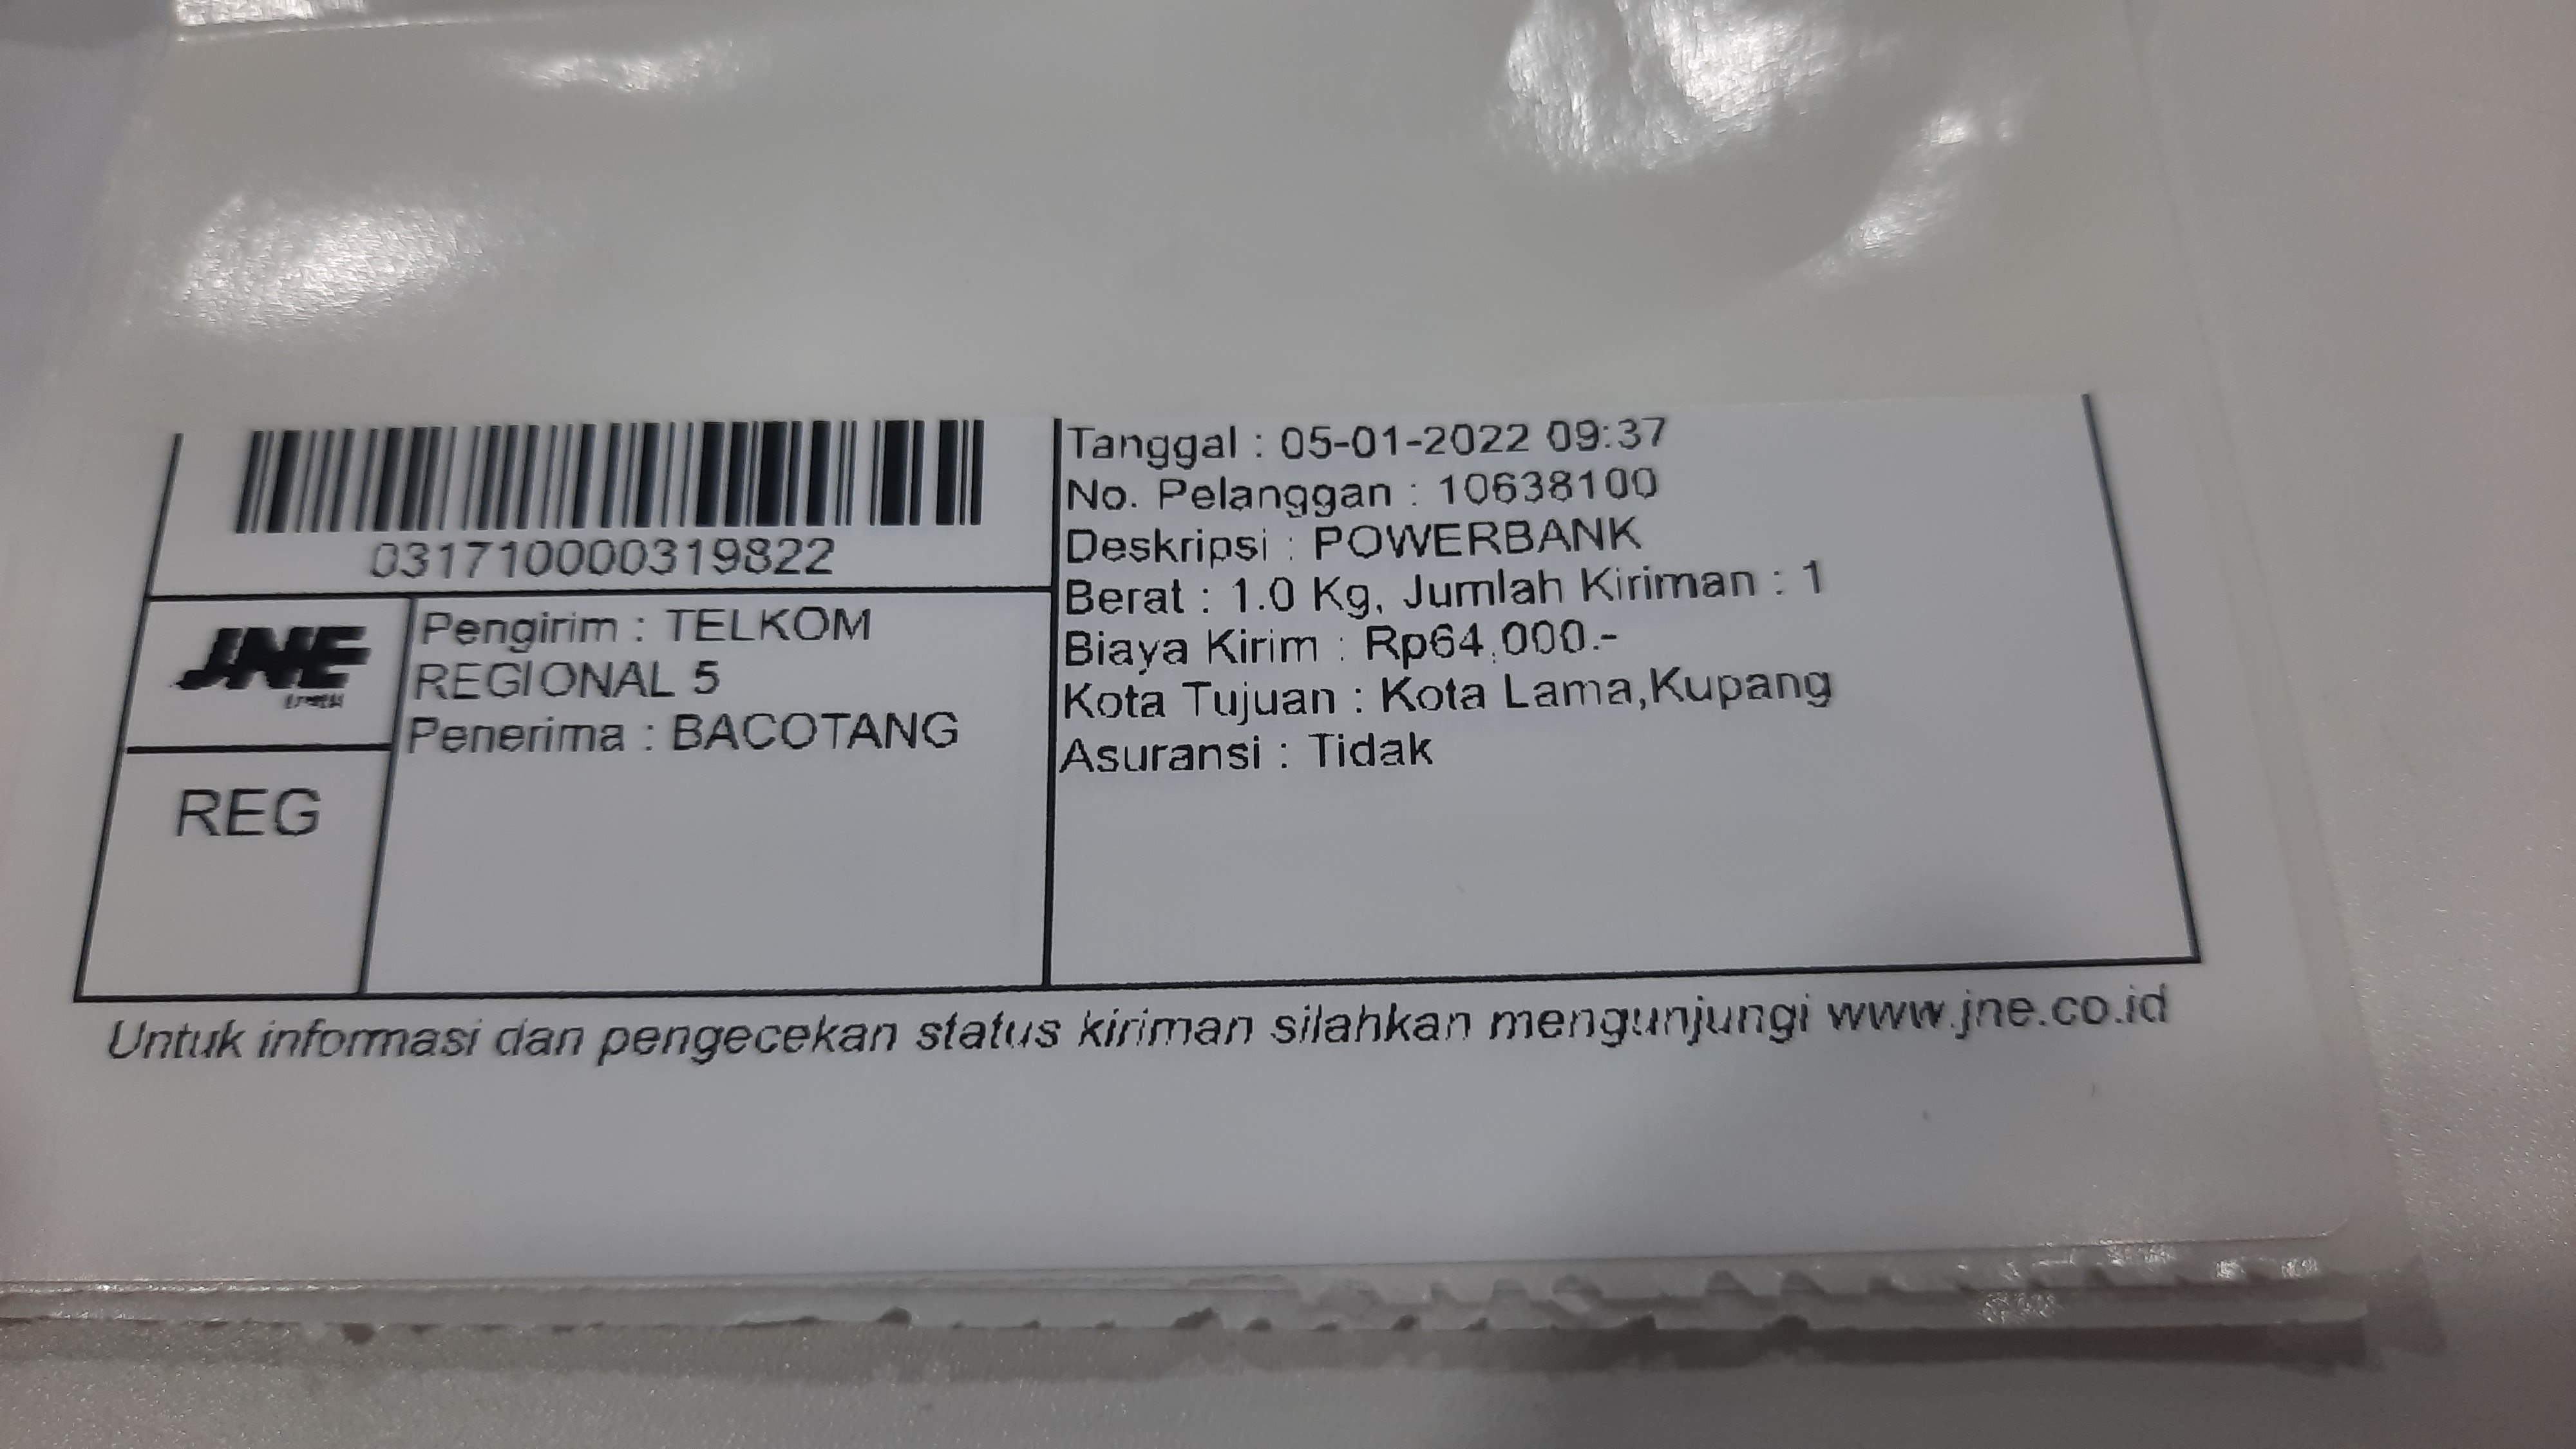 0317100003198​22
Tanggal : 05-01-2022 09:37
No. Pelanggan : 10638100
Deskripsi : POWERBANK
Berat : 1.0 Kg, Jumlah Kiriman : 1
Biaya Kirim : Rp64.000.-
Kota Tujuan : Kota Lama,Kupang
Asuransi : Tidak
JNE
Pengirim : TELKOM
REGIONAL 5
Penerima : BACOTANG
REG
Untuk informasi dan pengecekan status kiriman silahkan mengunjungi www.jne.co.id